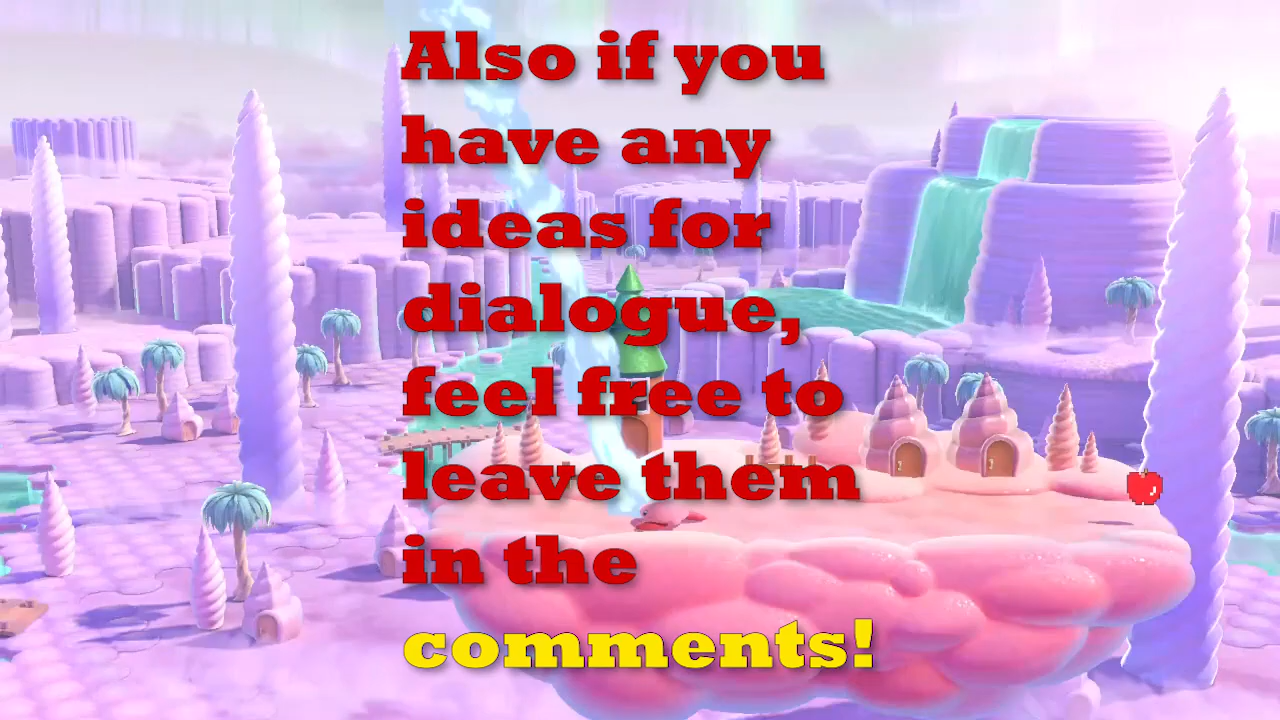 Also if you
have any
ideas for
dialogue,
feel free to
leave them
in the
comments!